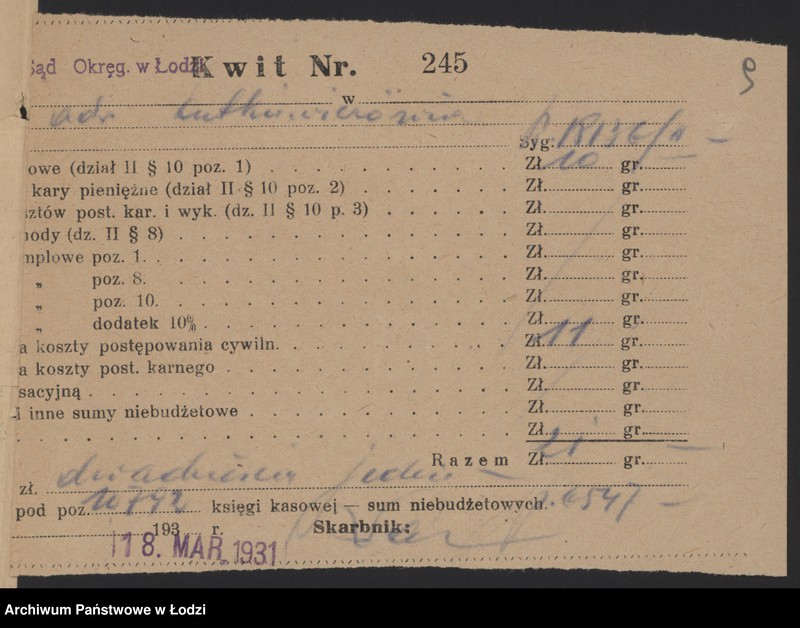 Sąd Okręg. w Łodzi Kwit Nr. 245
9
w
adw.
Syg.
owe (dział II § 10 poz. 1) Zł. 10 gr.
kary pieniężne (dział II § 10 poz. 2) Zł. gr.
sztów post. kar. i wyk. (dz. II § 10 p. 3) Zł. gr.
hody (dz. II § 8) Zł. gr.
mplowe poz. 1. Zł. gr.
„ poz. 8. Zł. gr.
„ poz. 10. Zł. gr.
„ dodatek 10% Zł. gr.
a koszty postępowania cywiln. Zł. 11 gr.
a koszty post. karnego Zł. gr.
sacyjną Zł. gr.
i inne sumy niebudżetowe Zł. gr.
Zł. gr.
Razem Zł. 21 gr.
zł. dwadzieścia jeden
pod poz. księgi kasowej — sum niebudżetowych.
193 r. Skarbnik:
18. MAR. 1931
Archiwum Państwowe w Łodzi